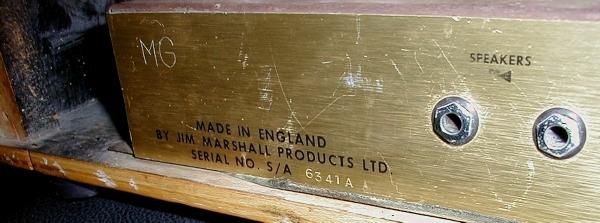 MG
SPEAKERS
MADE IN ENGLAND
BY JIM MARSHALL PRODUCTS LTD.
SERIAL NO. S/A 6341A